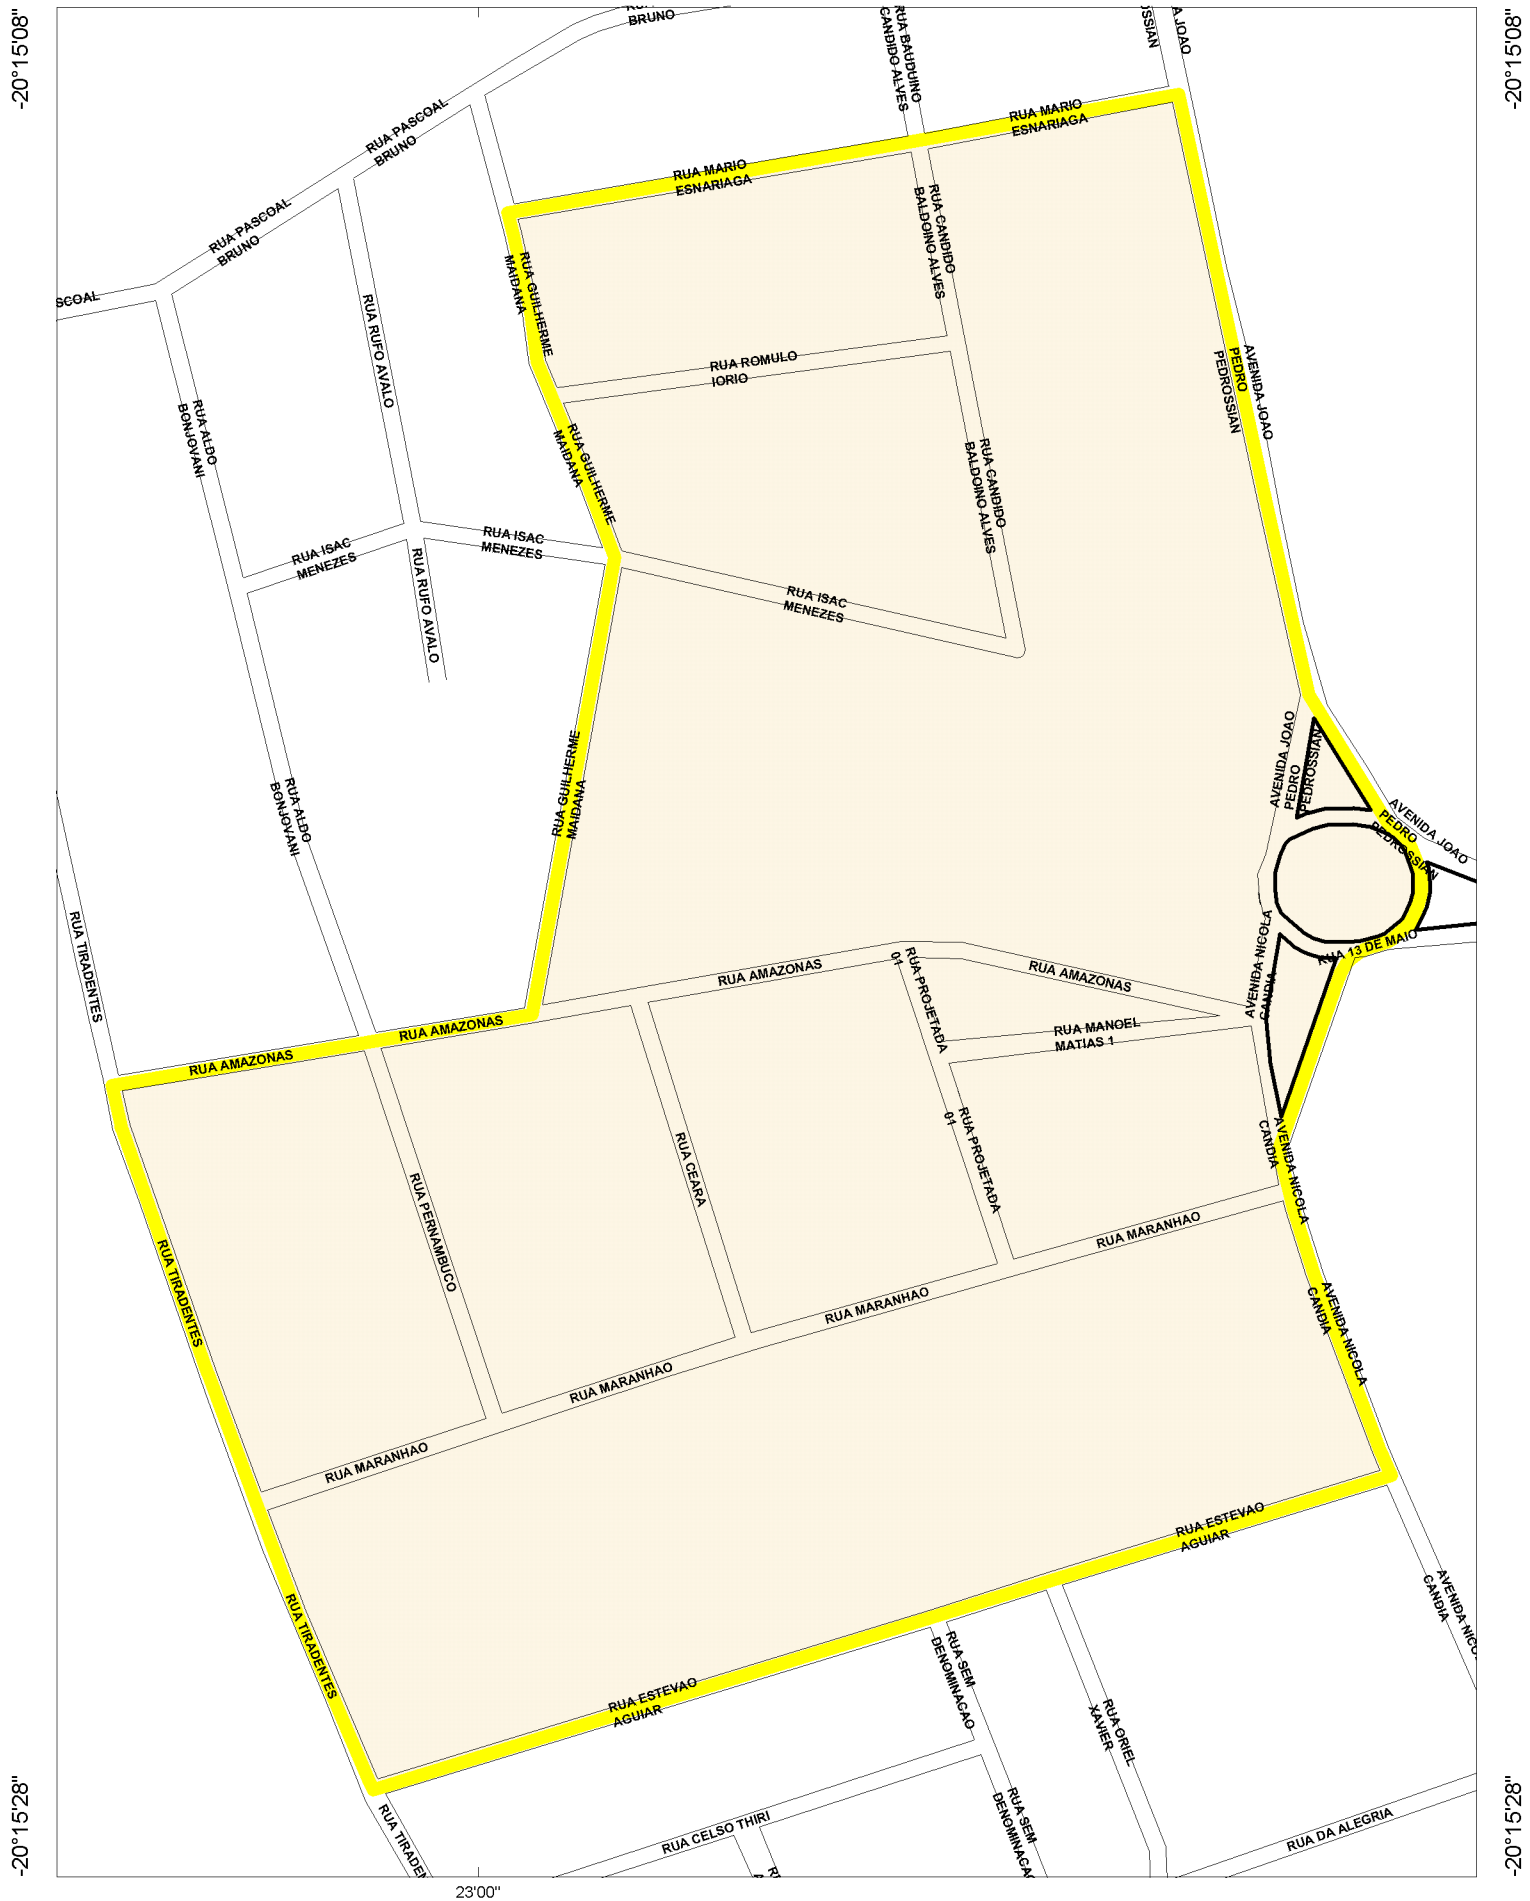 -20°15'08"
-20°15'08"
BRUNO
RUA BAUDUINO
CANDIDO ALVES
RUA PASCOAL
BRUNO
RUA MARIO
ESNARIAGA
RUA MARIO
ESNARIAGA
RUA PASCOAL
BRUNO
RUA CANDIDO
BALDOINO ALVES
RUA GUILHERME
MAIDANA
RUA RUFO AVALO
RUA ROMULO
IORIO
AVENIDA JOAO
PEDRO
PEDROSSIAN
RUA ALDO
BONJOVANI
RUA GUILHERME
MAIDANA
RUA CANDIDO
BALDOINO ALVES
RUA ISAC
MENEZES
RUA ISAC
MENEZES
RUA RUFO AVALO
RUA ISAC
MENEZES
AVENIDA JOAO
PEDRO
PEDROSSIAN
RUA GUILHERME
MAIDANA
RUA ALDO
BONJOVANI
AVENIDA JOAO
PEDRO
PEDROSSIAN
RUA TIRADENTES
AVENIDA NICOLA
CANDIA
RUA 13 DE MAIO
RUA AMAZONAS
RUA AMAZONAS
RUA PROJETADA
01
RUA AMAZONAS
RUA AMAZONAS
RUA MANOEL
MATIAS 1
RUA PROJETADA
01
AVENIDA NICOLA
CANDIA
RUA CEARA
RUA PERNAMBUCO
RUA TIRADENTES
RUA MARANHAO
RUA MARANHAO
RUA MARANHAO
RUA MARANHAO
AVENIDA NICOLA
CANDIA
RUA ESTEVAO
AGUIAR
CANDIA
RUA TIRADENTES
RUA ESTEVAO
AGUIAR
RUA SEM
DENOMINACAO
RUA ORIEL
XAVIER
RUA SEM
RUA CELSO THIRI
RUA DA ALEGRIA
-20°15'28"
-20°15'28"
23'00"